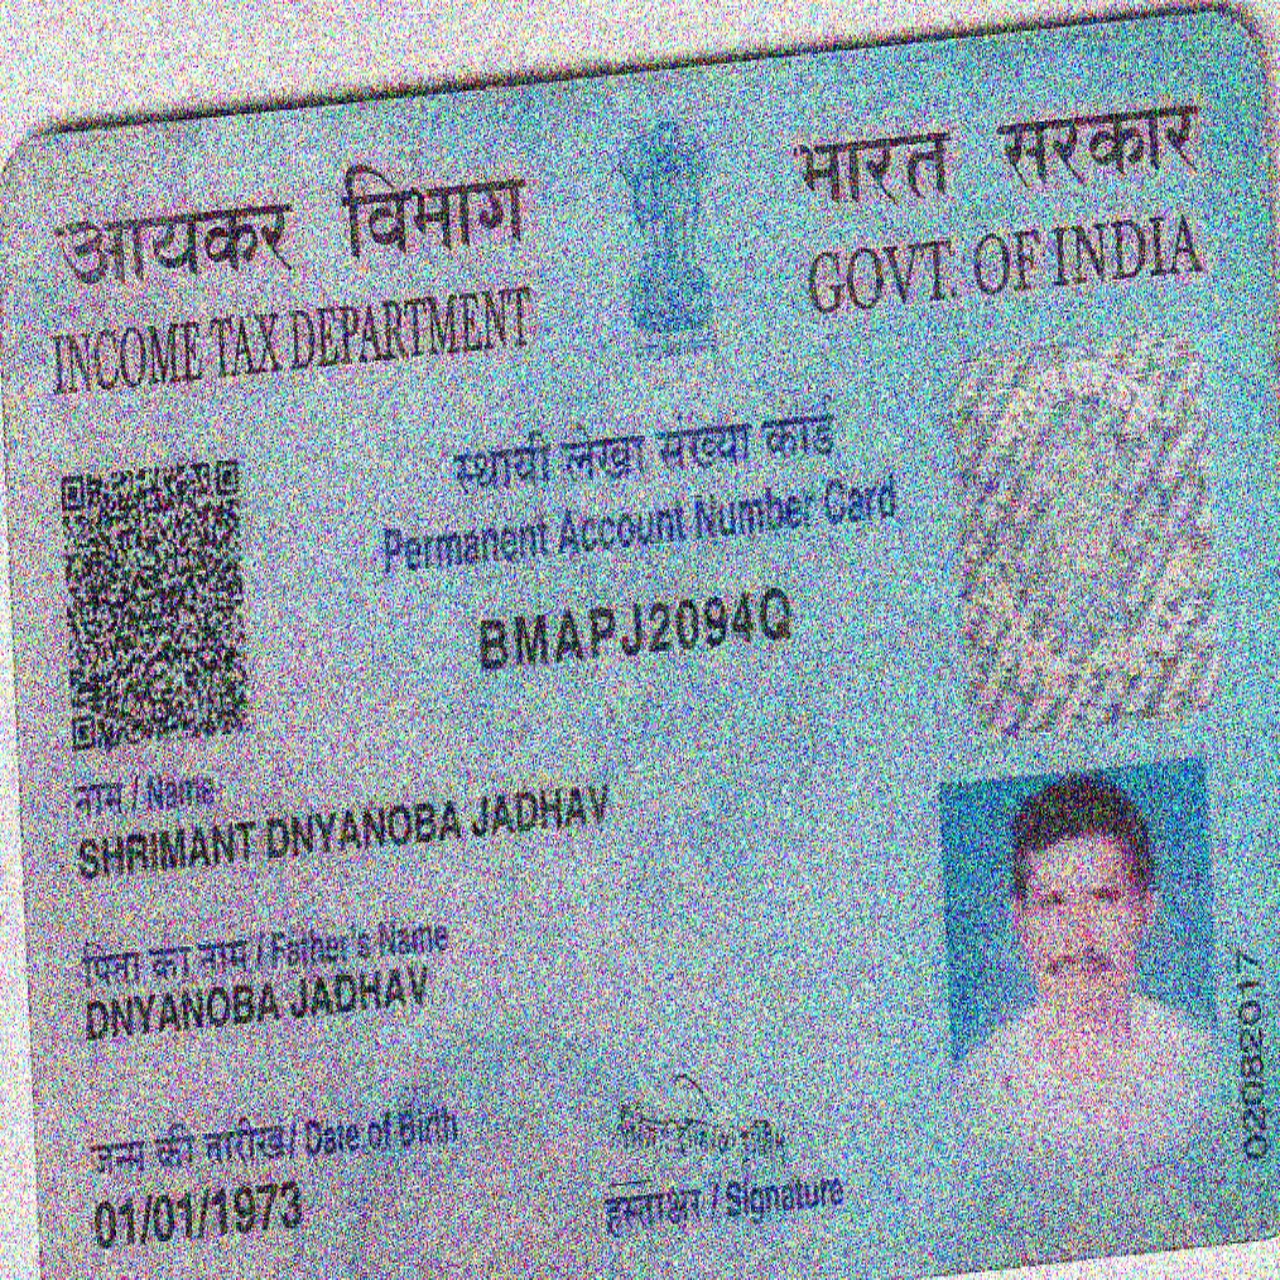 आयकर विभाग
INCOME TAX DEPARTMENT
भारत सरकार
GOVT. OF INDIA
स्थायी लेखा संख्या कार्ड
Permanent Account Number Card
BMAPJ2094Q
नाम / Name
SHRIMANT DNYANOBA JADHAV
पिता का नाम / Father's Name
DNYANOBA JADHAV
जन्म की तारीख / Date of Birth
01/01/1973
हस्ताक्षर / Signature
02082017